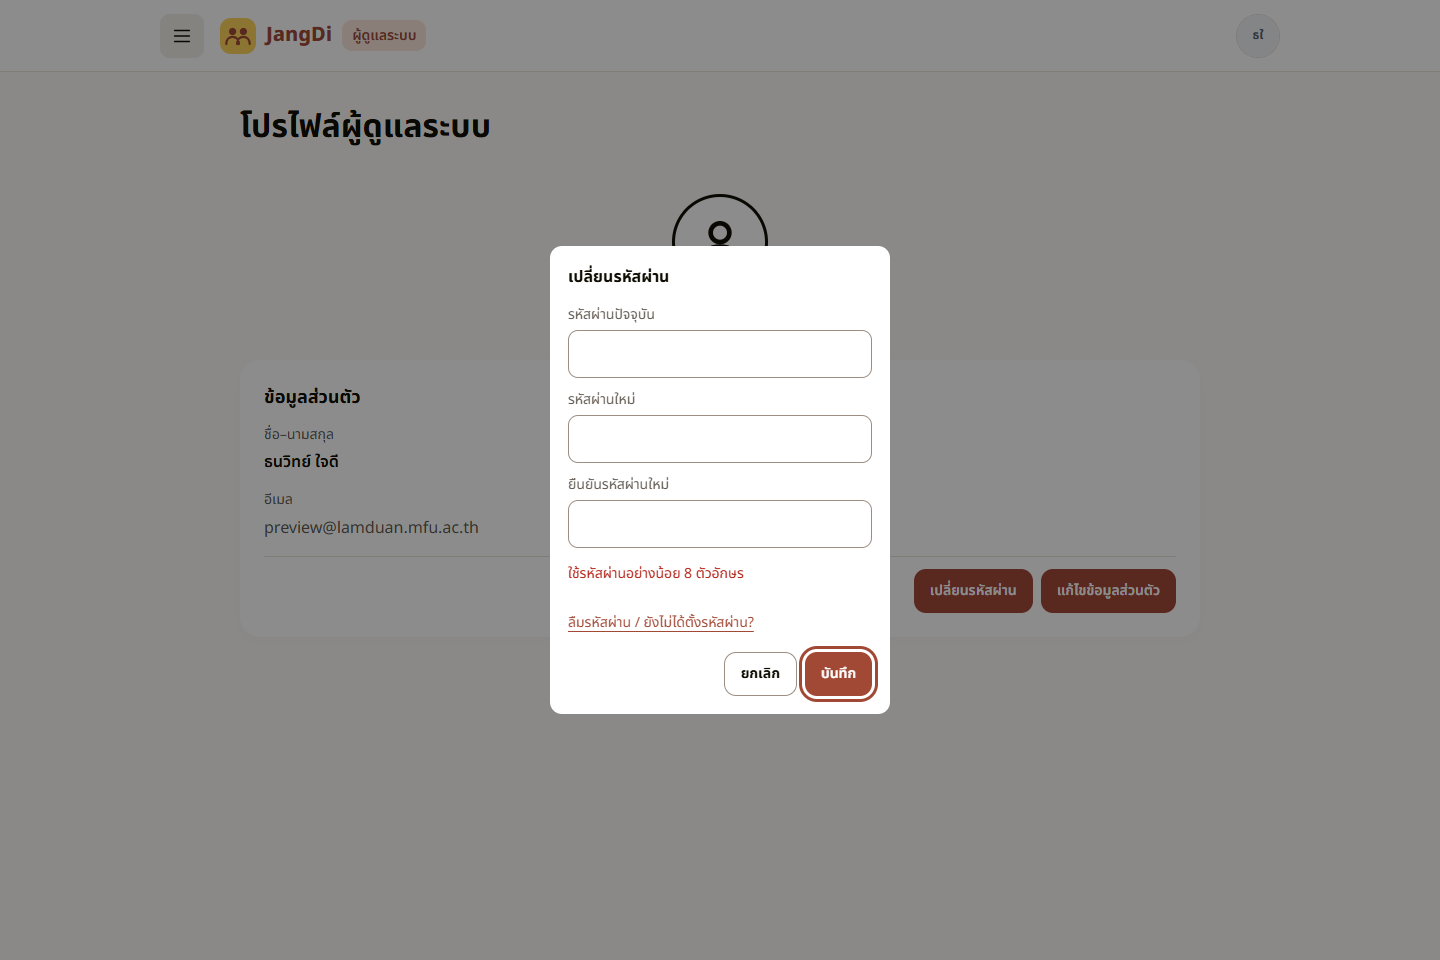 JangDi ผู้ดูแลระบบ
ธใ
โปรไฟล์ผู้ดูแลระบบ
เปลี่ยนรหัสผ่าน
รหัสผ่านปัจจุบัน
รหัสผ่านใหม่
ยืนยันรหัสผ่านใหม่
ใช้รหัสผ่านอย่างน้อย 8 ตัวอักษร
ลืมรหัสผ่าน / ยังไม่ได้ตั้งรหัสผ่าน?
ยกเลิก บันทึก
ข้อมูลส่วนตัว
ชื่อ–นามสกุล
ธนวิทย์ ใจดี
อีเมล
preview@lamduan.mfu.ac.th
เปลี่ยนรหัสผ่าน แก้ไขข้อมูลส่วนตัว